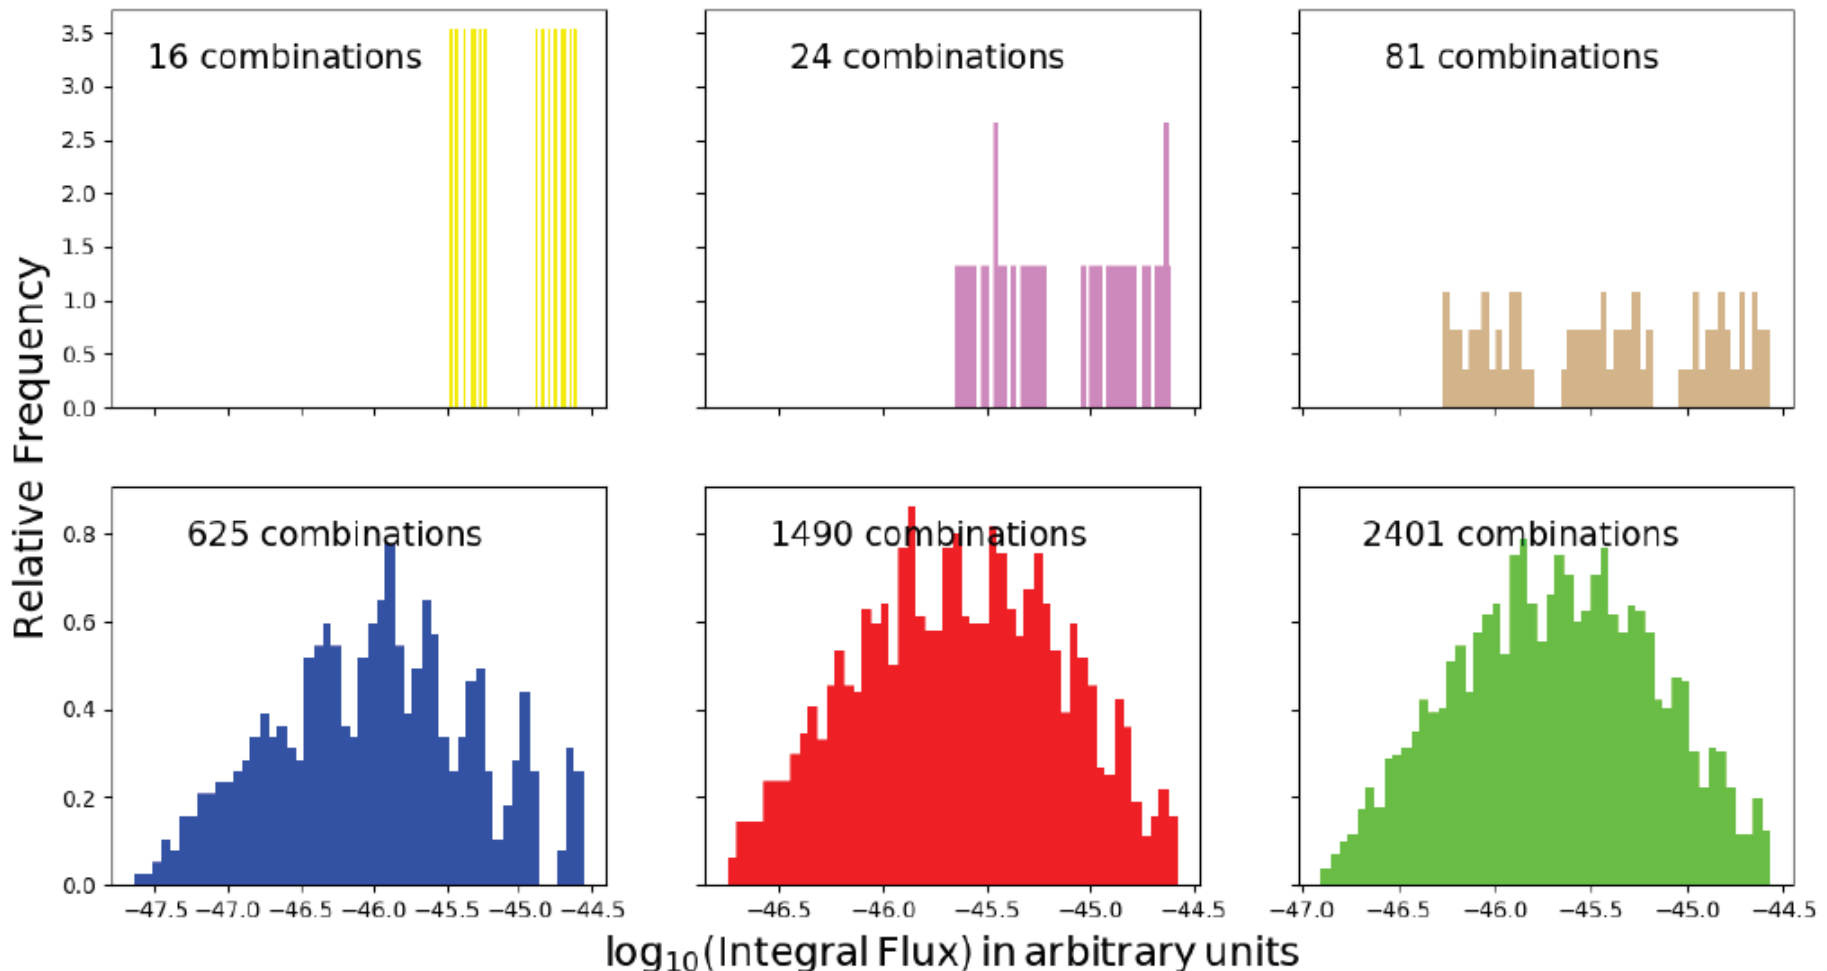 16 combinations
24 combinations
81 combinations
3.5
3.0
2.5
2.0
1.5
1.0
0.5
0.0
Relative Frequency
625 combinations
1490 combinations
2401 combinations
0.8
0.6
0.4
0.2
0.0
−47.5 −47.0 −46.5 −46.0 −45.5 −45.0 −44.5
−46.5 −46.0 −45.5 −45.0 −44.5
−47.0 −46.5 −46.0 −45.5 −45.0 −44.5
log₁₀(Integral Flux) in arbitrary units